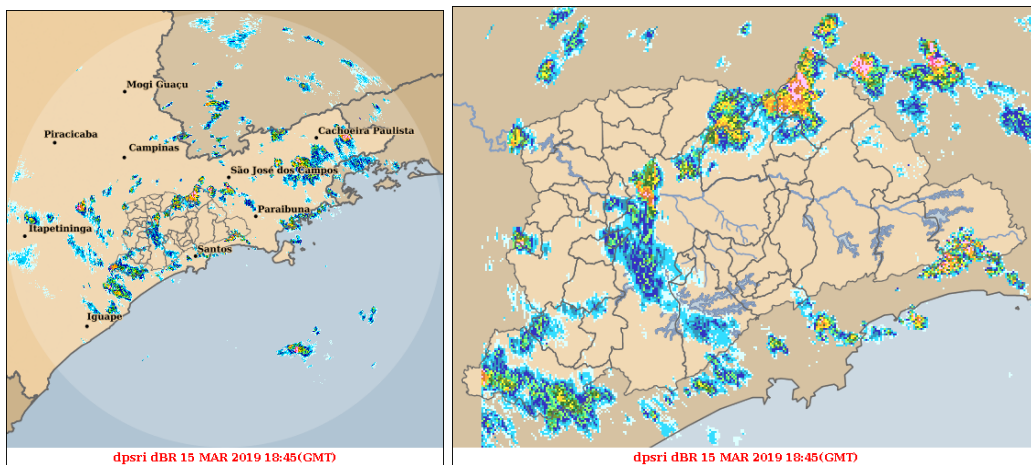 Mogi Guaçu
Piracicaba
Cachoeira Paulista
Campinas
São José dos Campos
Paraibuna
Itapetininga
Santos
Iguape
dpsri dBR 15 MAR 2019 18:45(GMT)
dpsri dBR 15 MAR 2019 18:45(GMT)